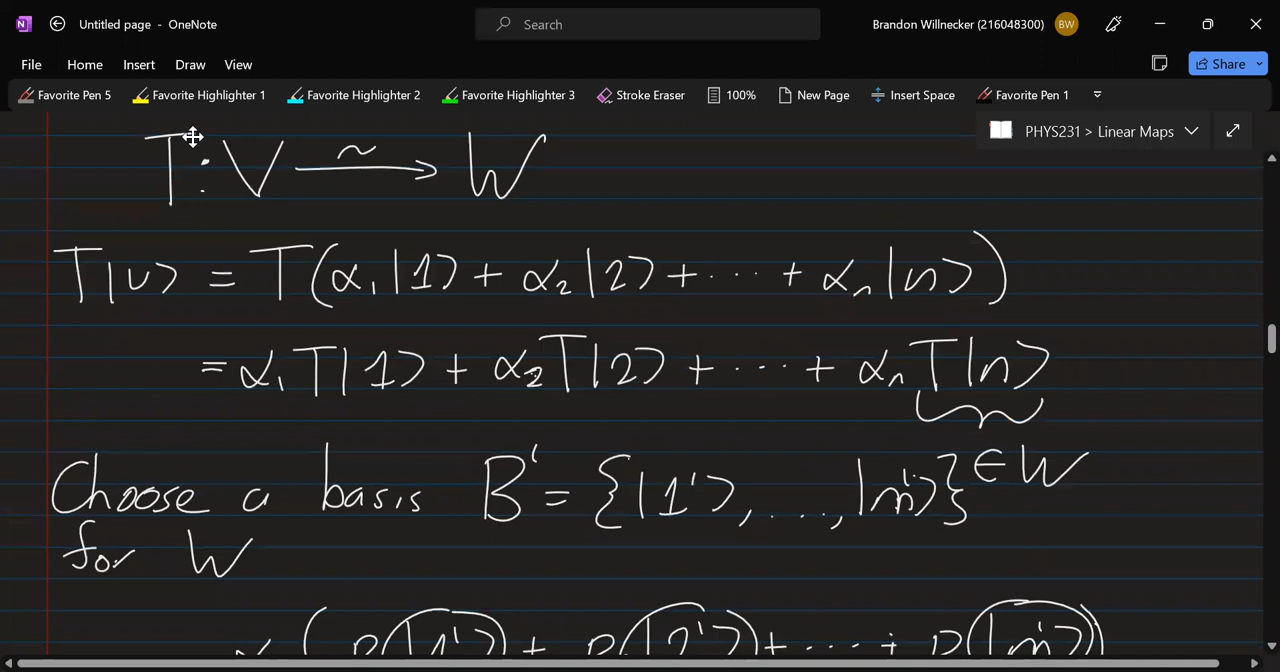 Untitled page - OneNote
Search
Brandon Willnecker (216048300) BW
File Home Insert Draw View
Share
Favorite Pen 5 Favorite Highlighter 1 Favorite Highlighter 2 Favorite Highlighter 3 Stroke Eraser 100% New Page Insert Space Favorite Pen 1
PHYS231 > Linear Maps
T: V ⥲ W
T|v⟩ = T(α₁|1⟩ + α₂|2⟩ + ··· + αₙ|n⟩)
= α₁T|1⟩ + α₂T|2⟩ + ··· + αₙT|n⟩
∈ W
Choose a basis B' = {|1'⟩, ..., |m'⟩}
for W
(|1'⟩ + (|2'⟩ + ··· + (|m'⟩)